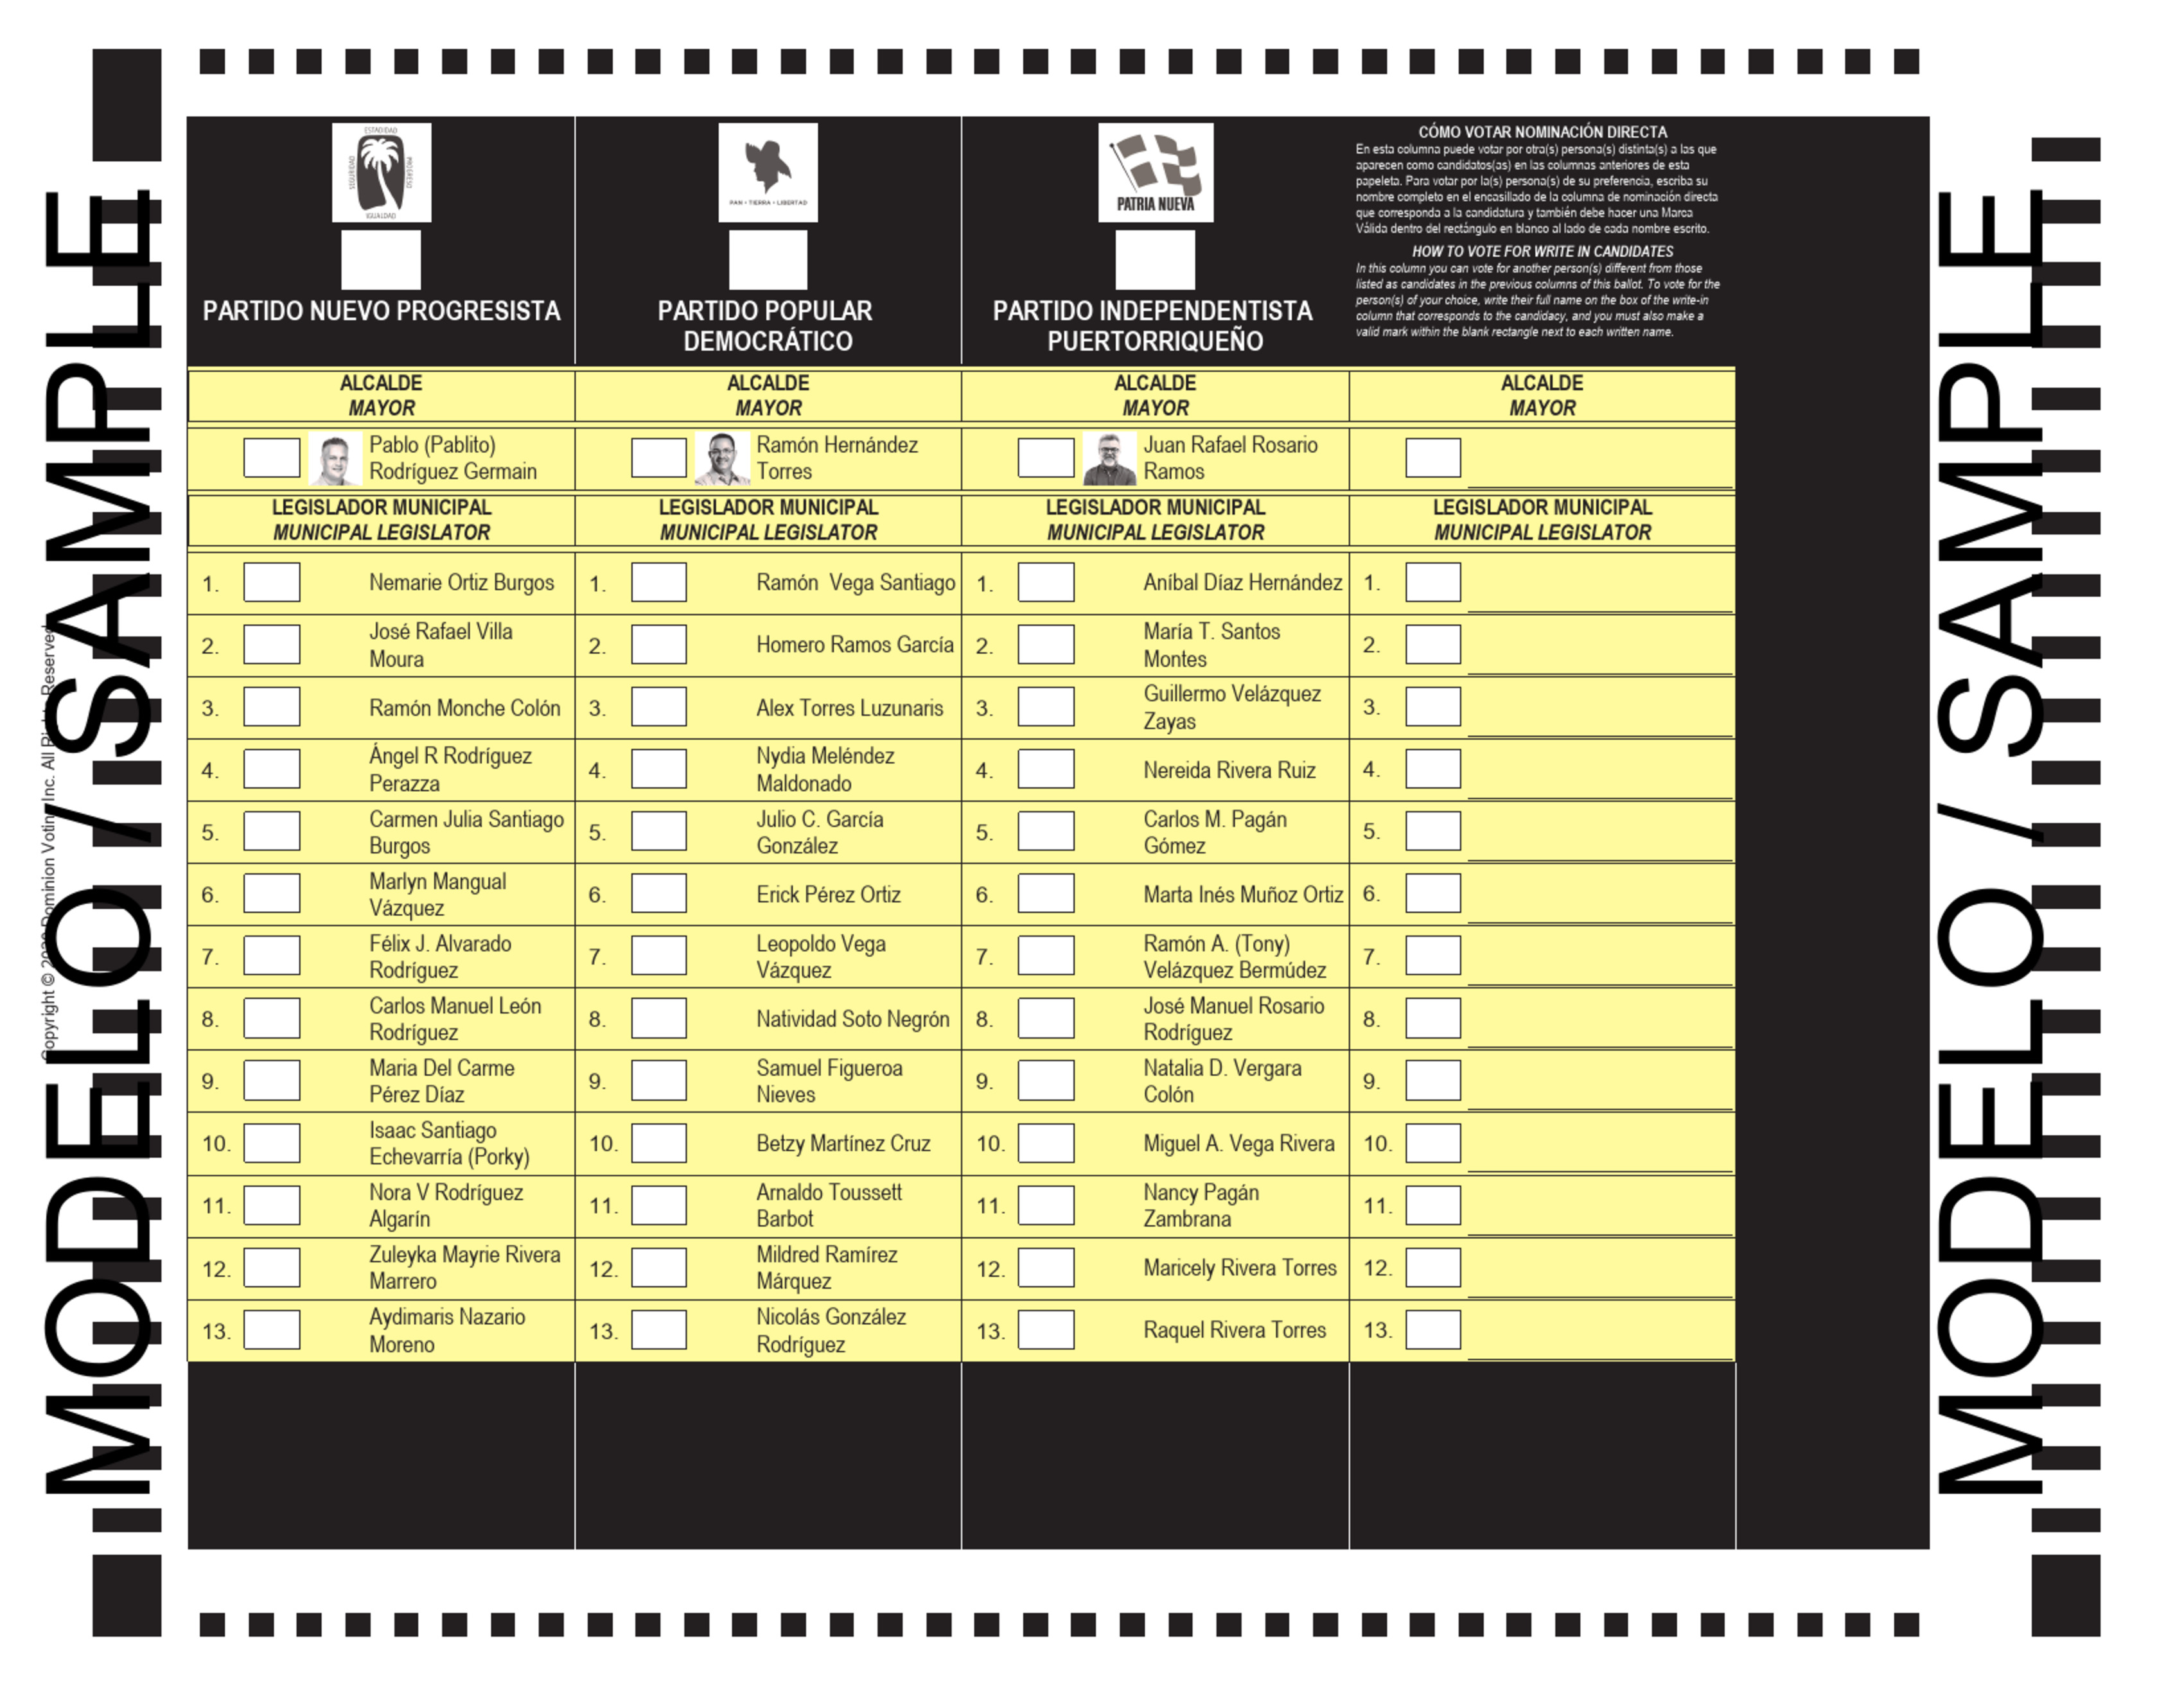 MODELO / SAMPLE
ESTADIDAD
SEGURIDAD
PROGRESO
IGUALDAD
PARTIDO NUEVO PROGRESISTA
PAN • TIERRA • LIBERTAD
PARTIDO POPULAR
DEMOCRÁTICO
PATRIA NUEVA
PARTIDO INDEPENDENTISTA
PUERTORRIQUEÑO
CÓMO VOTAR NOMINACIÓN DIRECTA
En esta columna puede votar por otra(s) persona(s) distinta(s) a las que
aparecen como candidatos(as) en las columnas anteriores de esta
papeleta. Para votar por la(s) persona(s) de su preferencia, escriba su
nombre completo en el encasillado de la columna de nominación directa
que corresponda a la candidatura y también debe hacer una Marca
Válida dentro del rectángulo en blanco al lado de cada nombre escrito.
HOW TO VOTE FOR WRITE IN CANDIDATES
In this column you can vote for another person(s) different from those
listed as candidates in the previous columns of this ballot. To vote for the
person(s) of your choice, write their full name on the box of the write-in
column that corresponds to the candidacy, and you must also make a
valid mark within the blank rectangle next to each written name.
ALCALDE
MAYOR
Pablo (Pablito)
Rodríguez Germain
LEGISLADOR MUNICIPAL
MUNICIPAL LEGISLATOR
1. Nemarie Ortiz Burgos
2. José Rafael Villa
Moura
3. Ramón Monche Colón
4. Ángel R Rodríguez
Perazza
5. Carmen Julia Santiago
Burgos
6. Marlyn Mangual
Vázquez
7. Félix J. Alvarado
Rodríguez
8. Carlos Manuel León
Rodríguez
9. Maria Del Carme
Pérez Díaz
10. Isaac Santiago
Echevarría (Porky)
11. Nora V Rodríguez
Algarín
12. Zuleyka Mayrie Rivera
Marrero
13. Aydimaris Nazario
Moreno
ALCALDE
MAYOR
Ramón Hernández
Torres
LEGISLADOR MUNICIPAL
MUNICIPAL LEGISLATOR
1. Ramón Vega Santiago
2. Homero Ramos García
3. Alex Torres Luzunaris
4. Nydia Meléndez
Maldonado
5. Julio C. García
González
6. Erick Pérez Ortiz
7. Leopoldo Vega
Vázquez
8. Natividad Soto Negrón
9. Samuel Figueroa
Nieves
10. Betzy Martínez Cruz
11. Arnaldo Toussett
Barbot
12. Mildred Ramírez
Márquez
13. Nicolás González
Rodríguez
ALCALDE
MAYOR
Juan Rafael Rosario
Ramos
LEGISLADOR MUNICIPAL
MUNICIPAL LEGISLATOR
1. Aníbal Díaz Hernández
2. María T. Santos
Montes
3. Guillermo Velázquez
Zayas
4. Nereida Rivera Ruiz
5. Carlos M. Pagán
Gómez
6. Marta Inés Muñoz Ortiz
7. Ramón A. (Tony)
Velázquez Bermúdez
8. José Manuel Rosario
Rodríguez
9. Natalia D. Vergara
Colón
10. Miguel A. Vega Rivera
11. Nancy Pagán
Zambrana
12. Maricely Rivera Torres
13. Raquel Rivera Torres
ALCALDE
MAYOR
LEGISLADOR MUNICIPAL
MUNICIPAL LEGISLATOR
1.
2.
3.
4.
5.
6.
7.
8.
9.
10.
11.
12.
13.
Copyright © Dominion Voting Inc. All Reserved
MODELO / SAMPLE